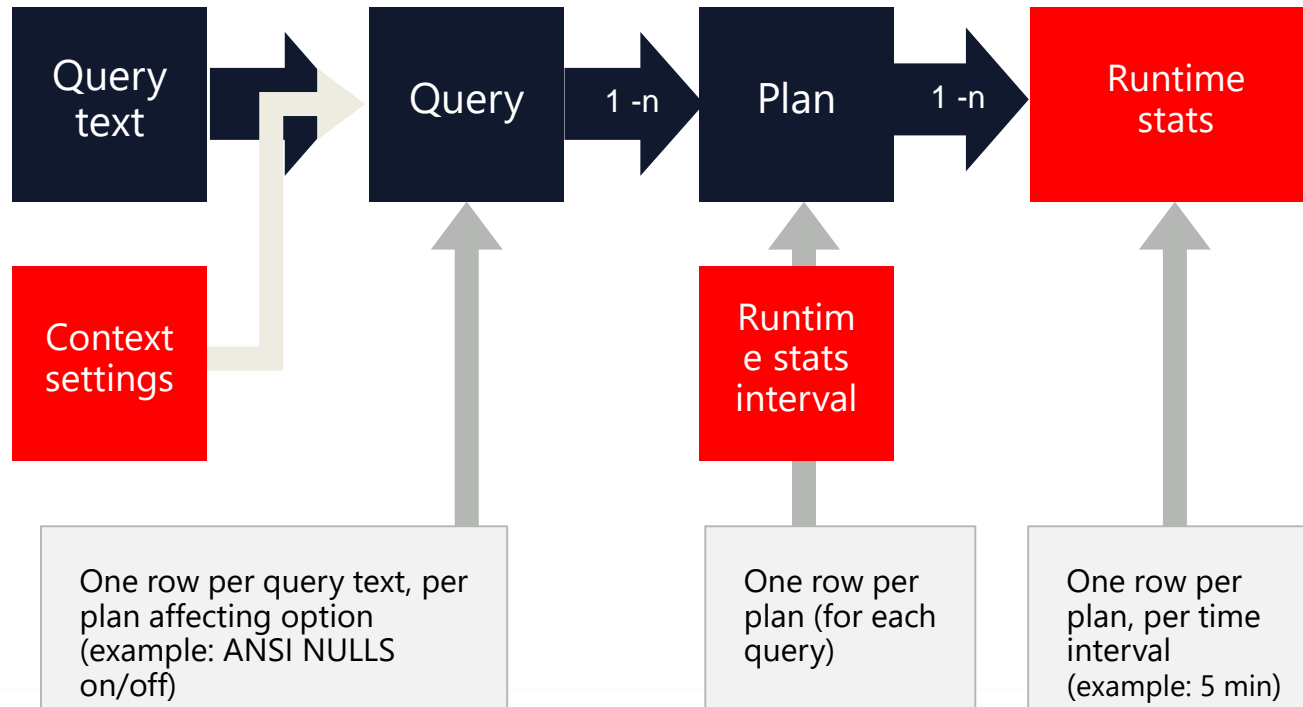 Query
text
Query
1 -n
Plan
1 -n
Runtime
stats
Context
settings
Runtim
e stats
interval
One row per query text, per
plan affecting option
(example: ANSI NULLS
on/off)
One row per
plan (for each
query)
One row per
plan, per time
interval
(example: 5 min)